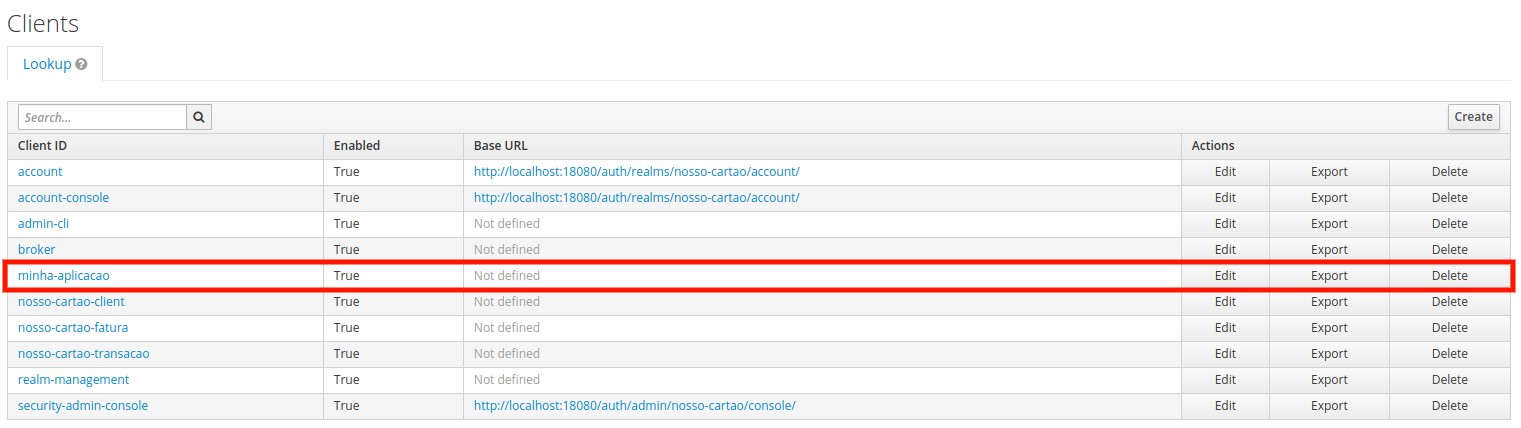 Clients
Lookup
Search...
Create
Client ID Enabled Base URL Actions
account True http://localhost:18080/auth/realms/nosso-cartao/account/ Edit Export Delete
account-console True http://localhost:18080/auth/realms/nosso-cartao/account/ Edit Export Delete
admin-cli True Not defined Edit Export Delete
broker True Not defined Edit Export Delete
minha-aplicacao True Not defined Edit Export Delete
nosso-cartao-client True Not defined Edit Export Delete
nosso-cartao-fatura True Not defined Edit Export Delete
nosso-cartao-transacao True Not defined Edit Export Delete
realm-management True Not defined Edit Export Delete
security-admin-console True http://localhost:18080/auth/admin/nosso-cartao/console/ Edit Export Delete